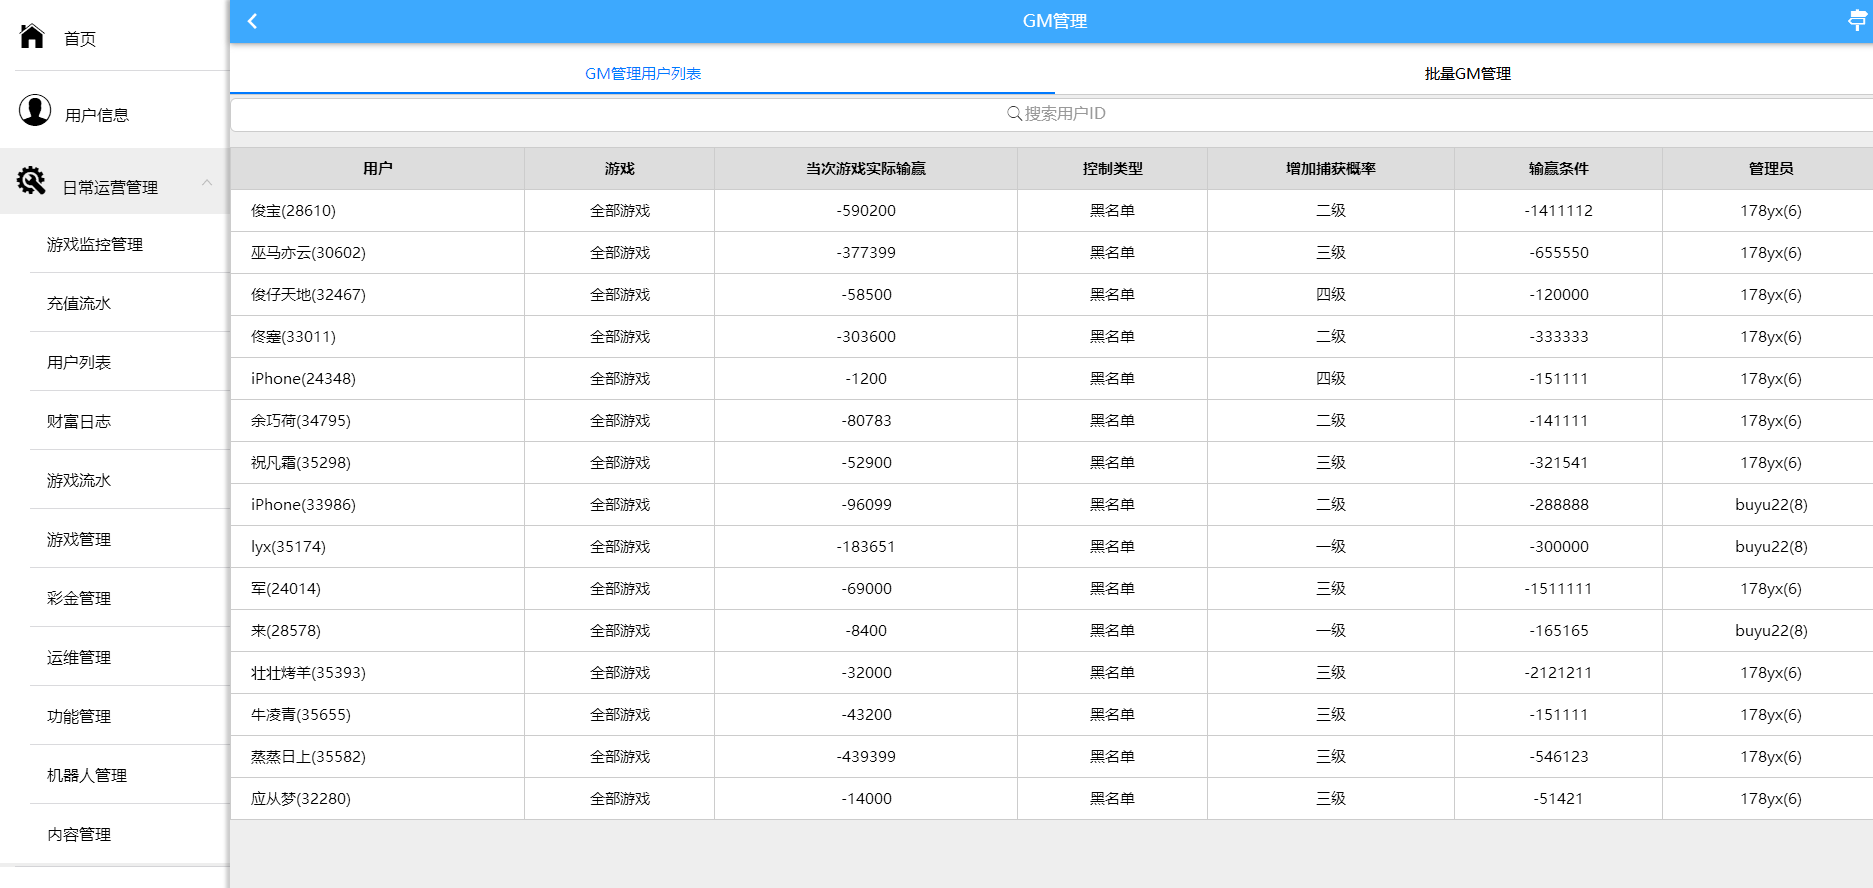 首页
用户信息
日常运营管理
游戏监控管理
充值流水
用户列表
财富日志
游戏流水
游戏管理
彩金管理
运维管理
功能管理
机器人管理
内容管理
GM管理
GM管理用户列表 批量GM管理
搜索用户ID
用户 游戏 当次游戏实际输赢 控制类型 增加捕获概率 输赢条件 管理员
俊宝(28610) 全部游戏 -590200 黑名单 二级 -1411112 178yx(6)
巫马亦云(30602) 全部游戏 -377399 黑名单 三级 -655550 178yx(6)
俊仔天地(32467) 全部游戏 -58500 黑名单 四级 -120000 178yx(6)
佟蹇(33011) 全部游戏 -303600 黑名单 二级 -333333 178yx(6)
iPhone(24348) 全部游戏 -1200 黑名单 四级 -151111 178yx(6)
余巧荷(34795) 全部游戏 -80783 黑名单 二级 -141111 178yx(6)
祝凡霜(35298) 全部游戏 -52900 黑名单 三级 -321541 178yx(6)
iPhone(33986) 全部游戏 -96099 黑名单 二级 -288888 buyu22(8)
lyx(35174) 全部游戏 -183651 黑名单 一级 -300000 buyu22(8)
军(24014) 全部游戏 -69000 黑名单 三级 -1511111 178yx(6)
来(28578) 全部游戏 -8400 黑名单 一级 -165165 buyu22(8)
壮壮烤羊(35393) 全部游戏 -32000 黑名单 三级 -2121211 178yx(6)
牛凌青(35655) 全部游戏 -43200 黑名单 三级 -151111 178yx(6)
蒸蒸日上(35582) 全部游戏 -439399 黑名单 三级 -546123 178yx(6)
应从梦(32280) 全部游戏 -14000 黑名单 三级 -51421 178yx(6)